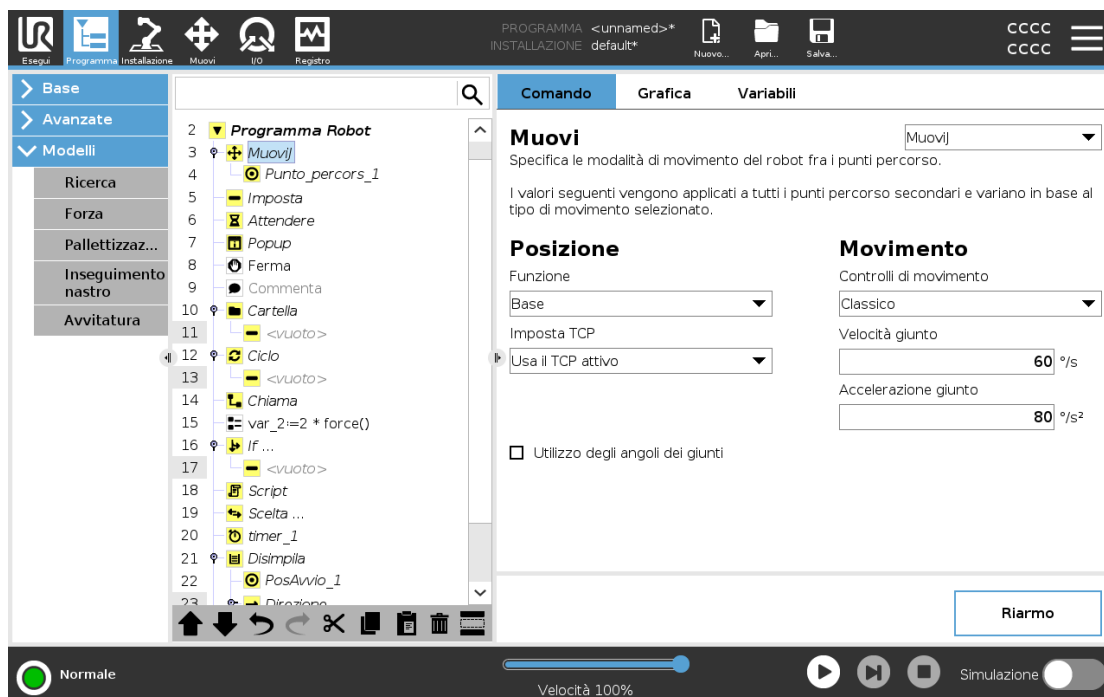 UR
Esegui
Programma
Installazione
Muovi
I/O
Registro
PROGRAMMA <unnamed>*
INSTALLAZIONE default*
Nuovo...
Apri...
Salva...
CCCC
CCCC
Base
Avanzate
Modelli
Ricerca
Forza
Pallettizzaz...
Inseguimento
nastro
Avvitatura
2 Programma Robot
3 MuoviJ
4 Punto_percors_1
5 Imposta
6 Attendere
7 Popup
8 Ferma
9 Commenta
10 Cartella
11 <vuoto>
12 Ciclo
13 <vuoto>
14 Chiama
15 var_2:=2 * force()
16 If ...
17 <vuoto>
18 Script
19 Scelta ...
20 timer_1
21 Disimpila
22 PosAvvio_1
23 Direzione
Comando
Grafica
Variabili
Muovi
MuoviJ
Specifica le modalità di movimento del robot fra i punti percorso.
I valori seguenti vengono applicati a tutti i punti percorso secondari e variano in base al
tipo di movimento selezionato.
Posizione
Funzione
Base
Imposta TCP
Usa il TCP attivo
Utilizzo degli angoli dei giunti
Movimento
Controlli di movimento
Classico
Velocità giunto
60 °/s
Accelerazione giunto
80 °/s²
Riarmo
Normale
Velocità 100%
Simulazione